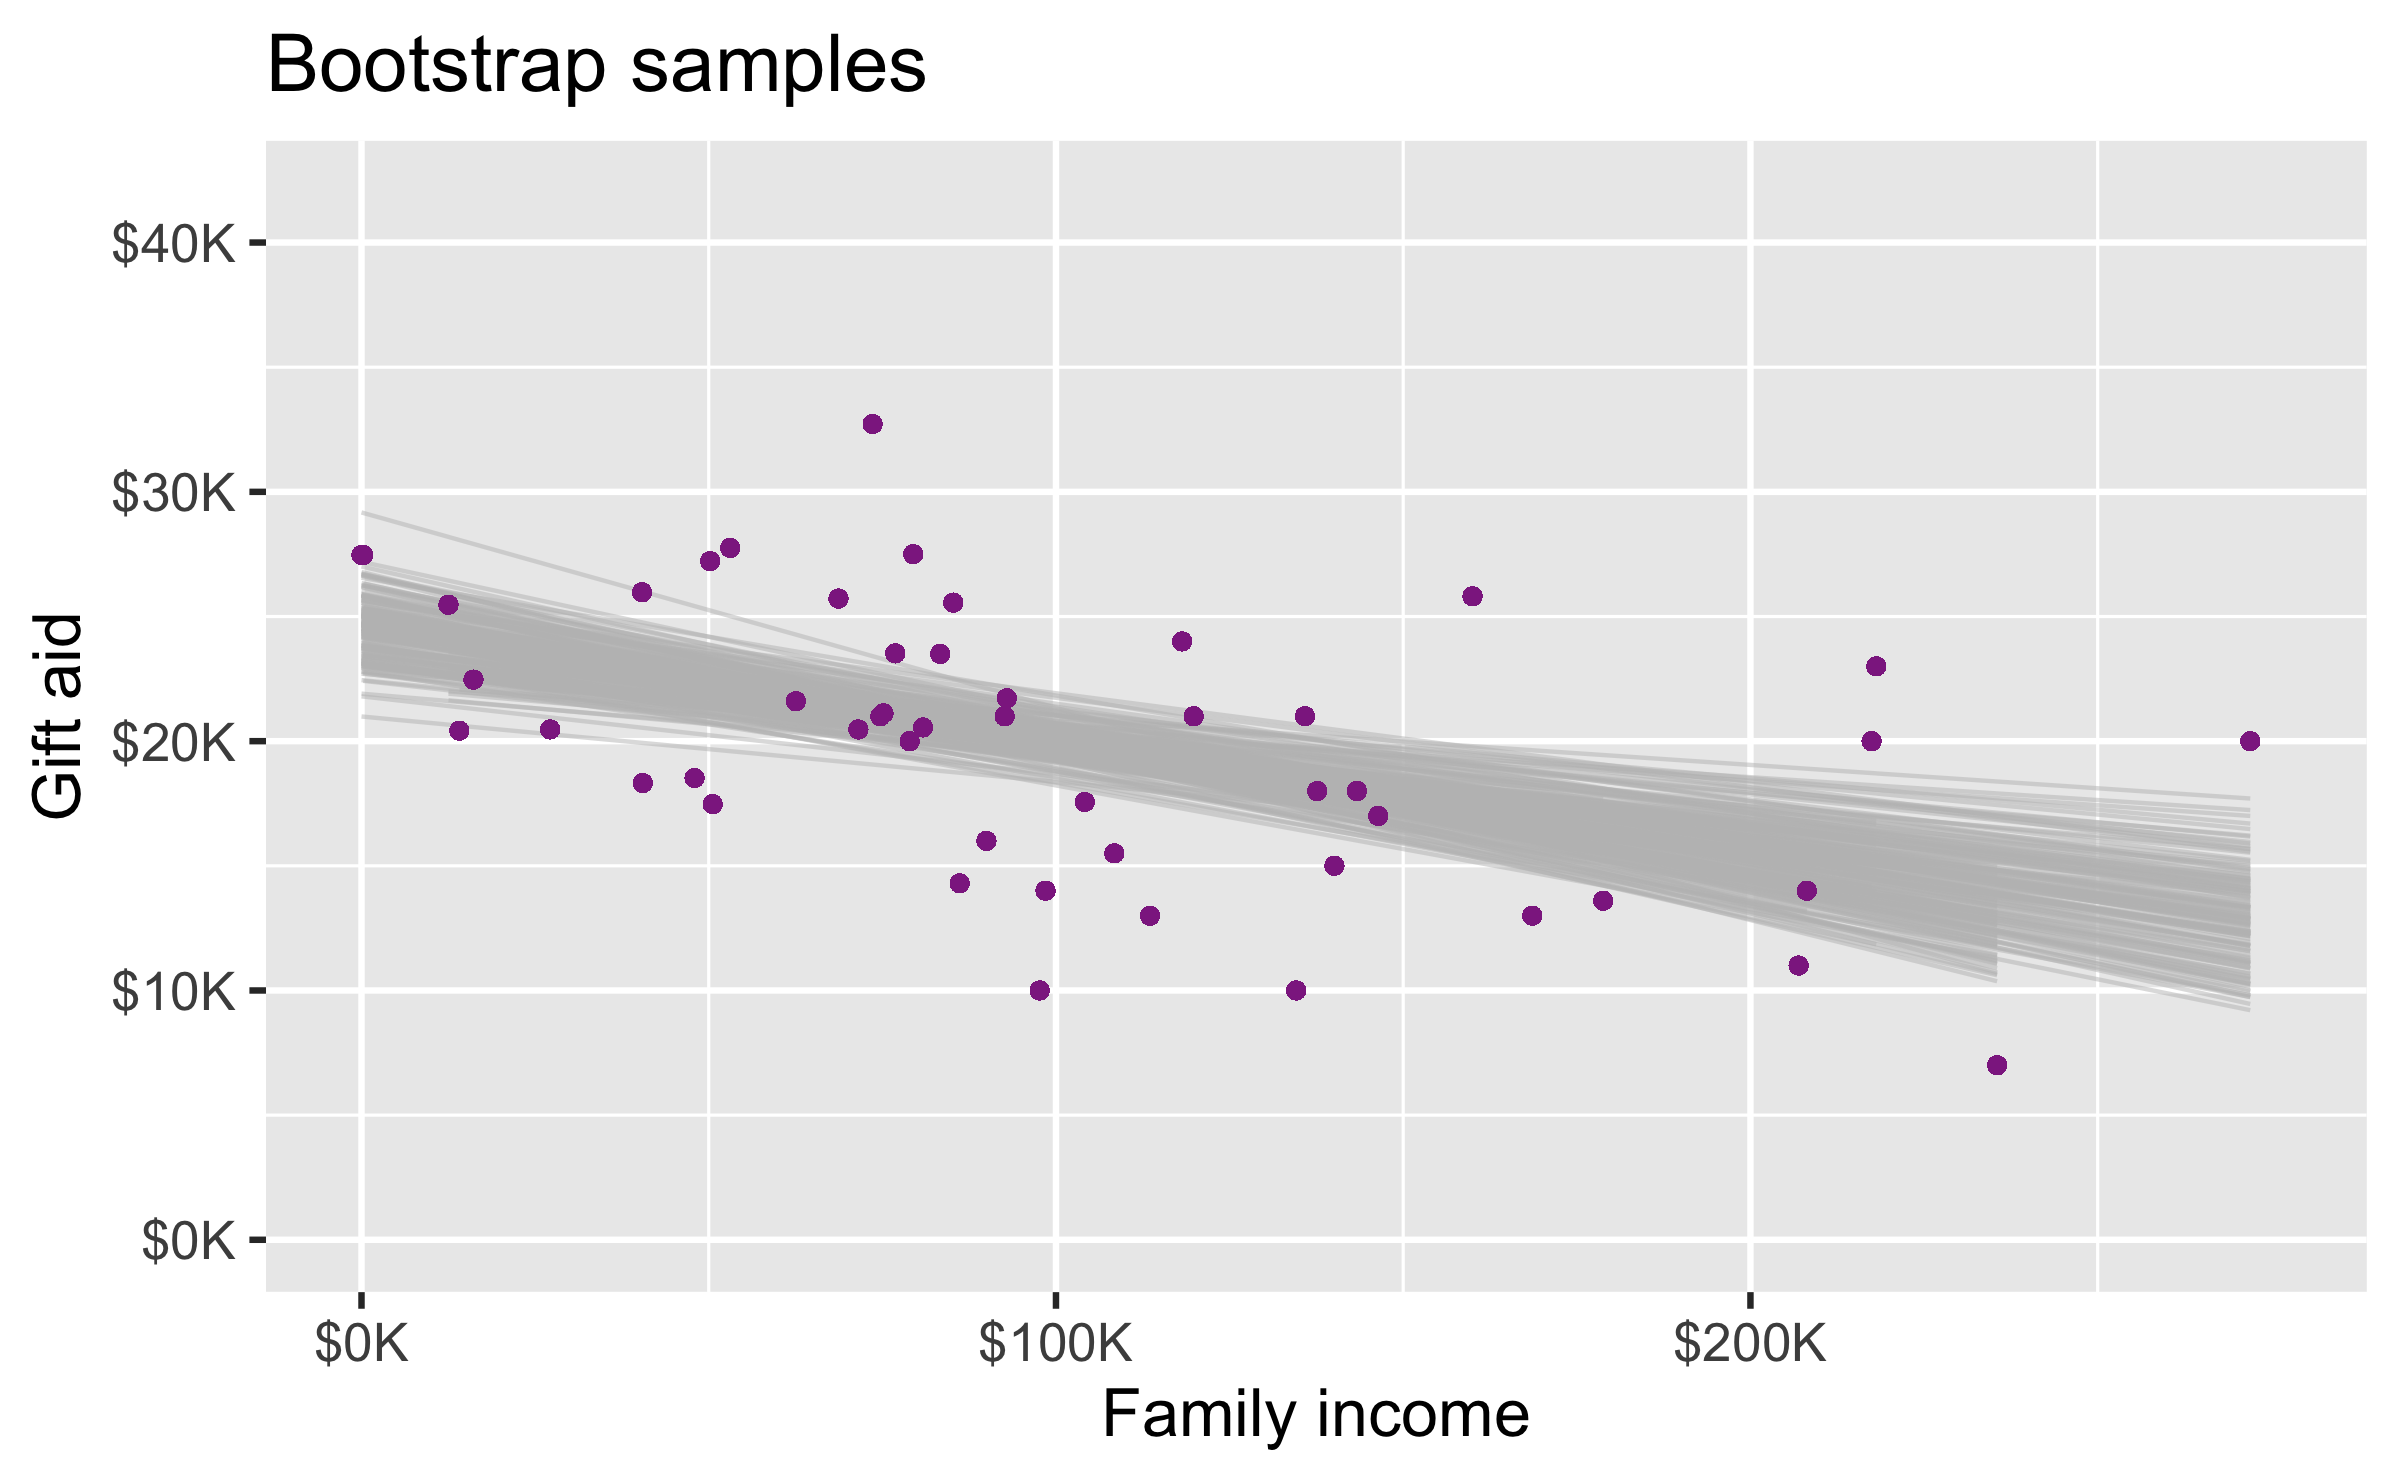 Bootstrap samples
Gift aid
$40K
$30K
$20K
$10K
$0K
$0K
$100K
$200K
Family income